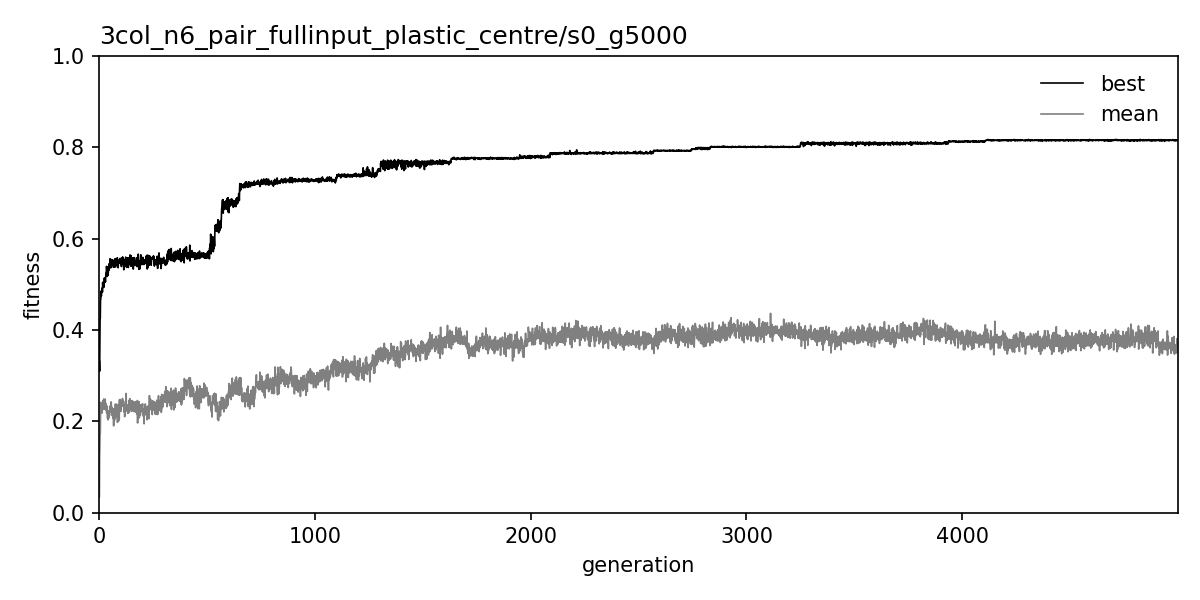 3col_n6_pair_fullinput_plastic_centre/s0_g5000
1.0
best
mean
0.8
0.6
fitness
0.4
0.2
0.0
0 1000 2000 3000 4000
generation